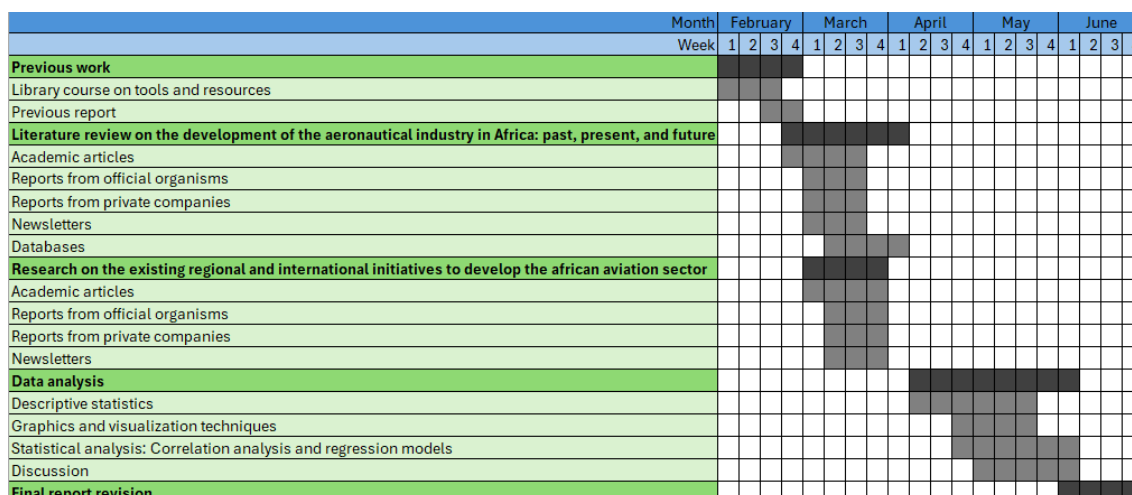 Month February March April May June
Week 1 2 3 4 1 2 3 4 1 2 3 4 1 2 3 4 1 2 3
Previous work
Library course on tools and resources
Previous report
Literature review on the development of the aeronautical industry in Africa: past, present, and future
Academic articles
Reports from official organisms
Reports from private companies
Newsletters
Databases
Research on the existing regional and international initiatives to develop the african aviation sector
Academic articles
Reports from official organisms
Reports from private companies
Newsletters
Data analysis
Descriptive statistics
Graphics and visualization techniques
Statistical analysis: Correlation analysis and regression models
Discussion
Final report revision